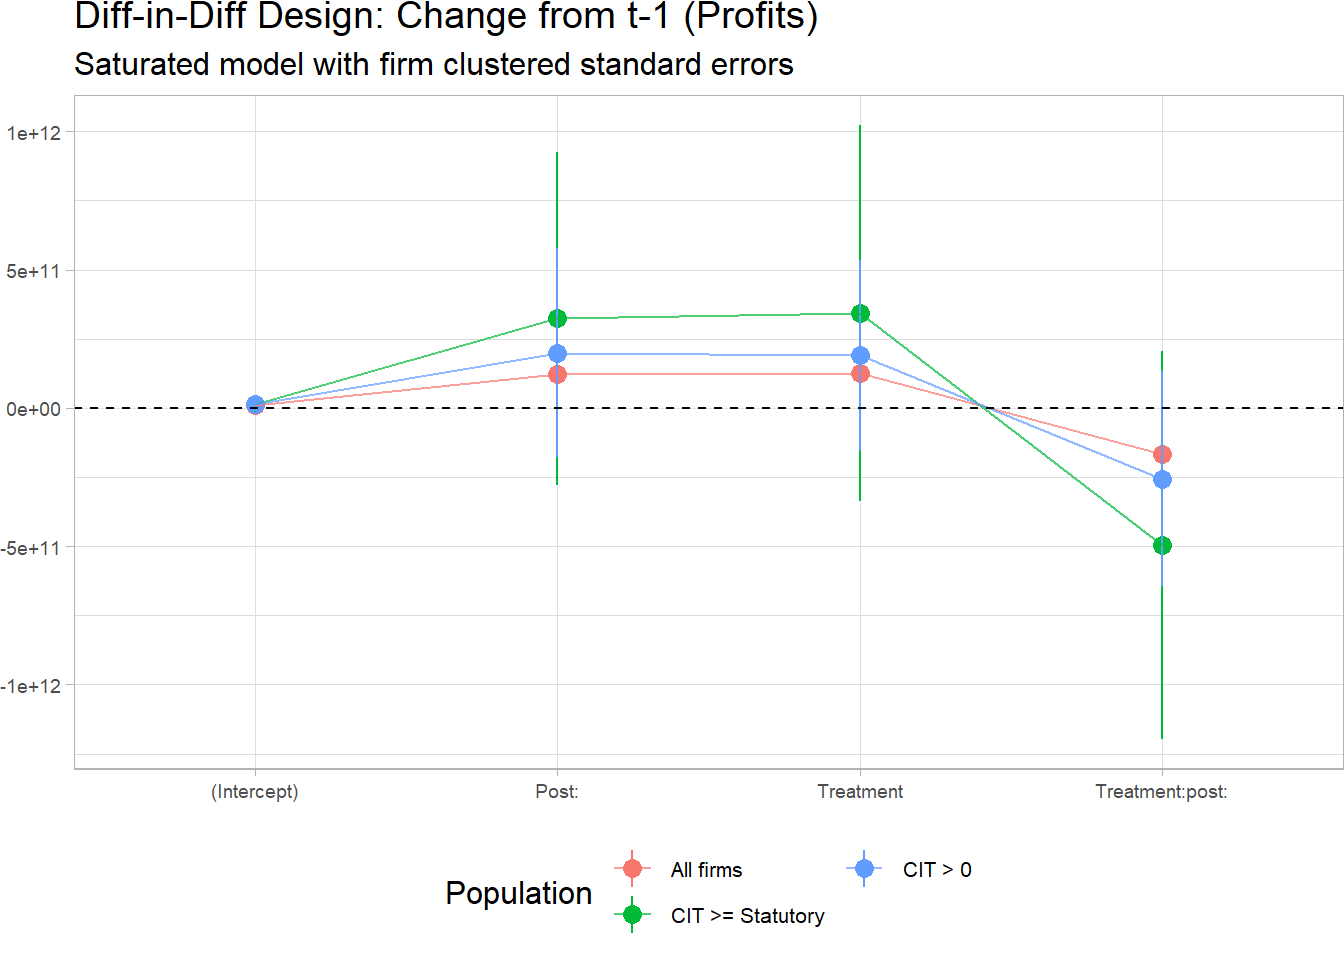 Diff-in-Diff Design: Change from t-1 (Profits)
Saturated model with firm clustered standard errors
1e+12
5e+11
0e+00
-5e+11
-1e+12
(Intercept)
Post:
Treatment
Treatment:post:
Population
All firms
CIT > 0
CIT >= Statutory